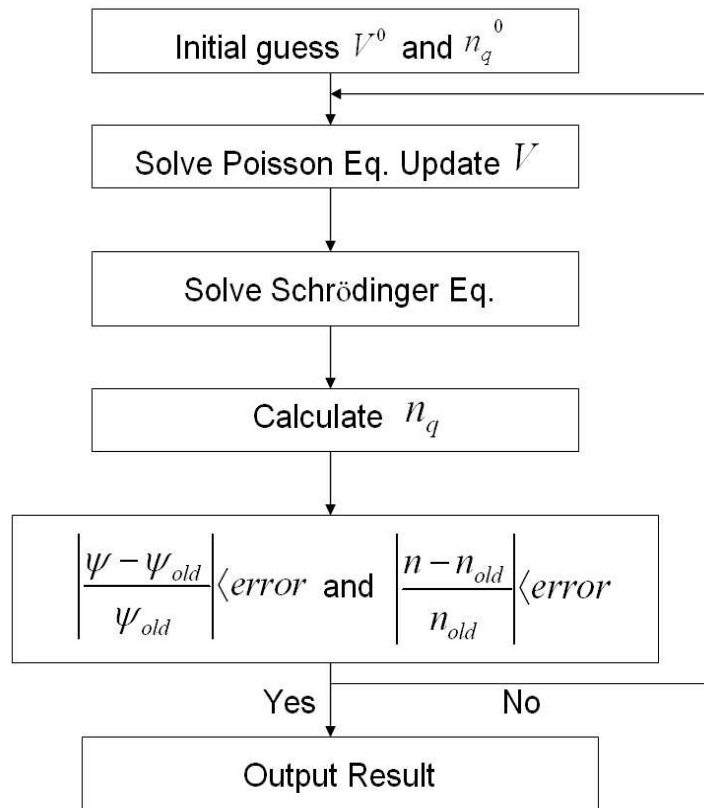 Initial guess V⁰ and n_q⁰
Solve Poisson Eq. Update V
Solve Schrödinger Eq.
Calculate n_q
|ψ − ψ_old / ψ_old| ⟨error and |n − n_old / n_old| ⟨error
Yes No
Output Result